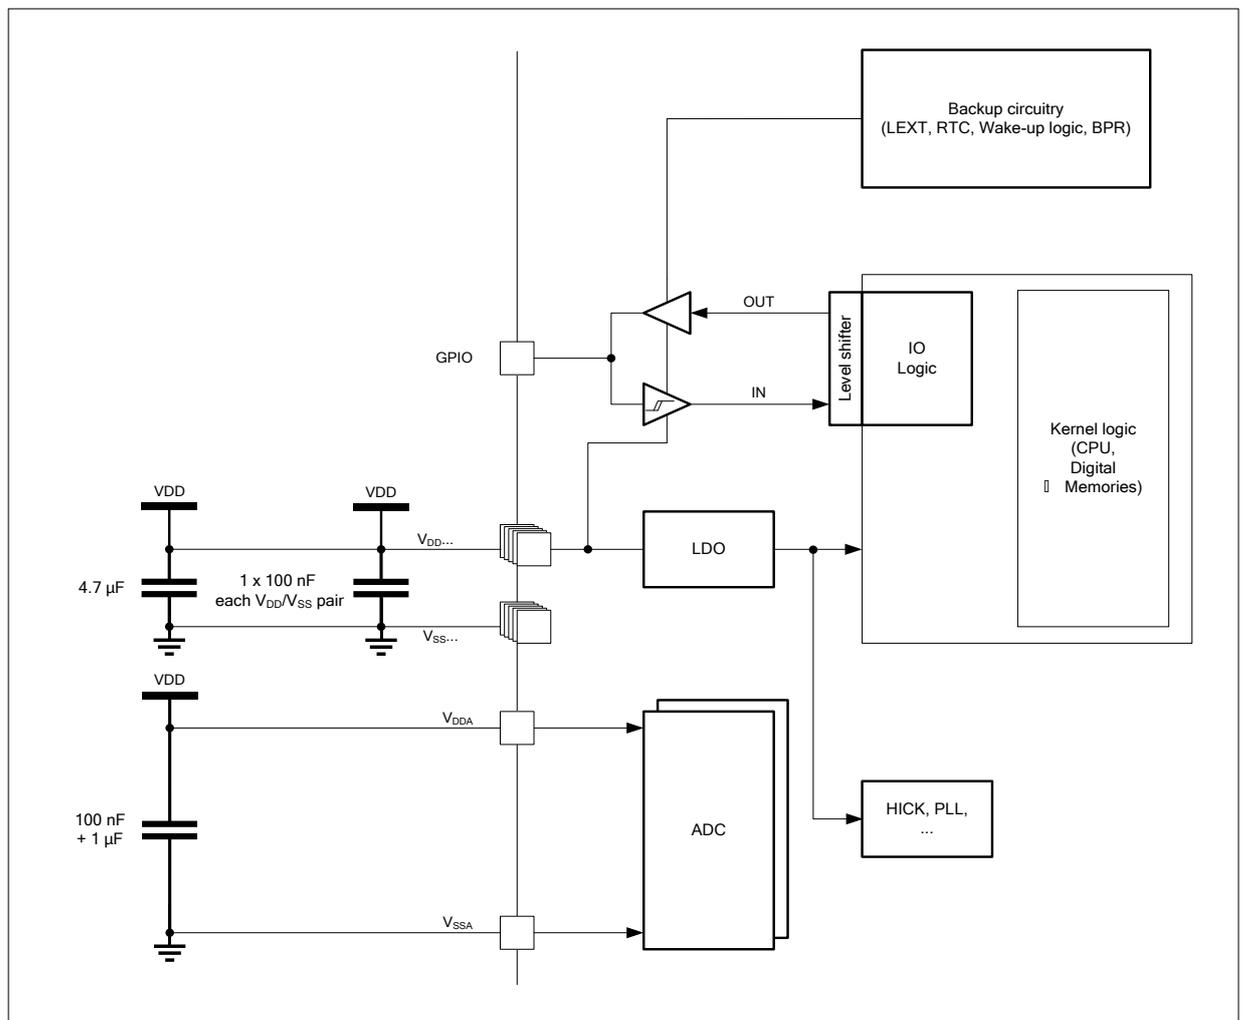 Backup circuitry
(LEXT, RTC, Wake-up logic, BPR)
OUT
GPIO
Level shifter
IO
Logic
IN
Kernel logic
(CPU,
Digital
▯ Memories)
VDD
VDD
VDD...
LDO
4.7 µF
1 x 100 nF
each VDD/VSS pair
VSS...
VDD
VDDA
100 nF
+ 1 µF
ADC
HICK, PLL,
...
VSSA